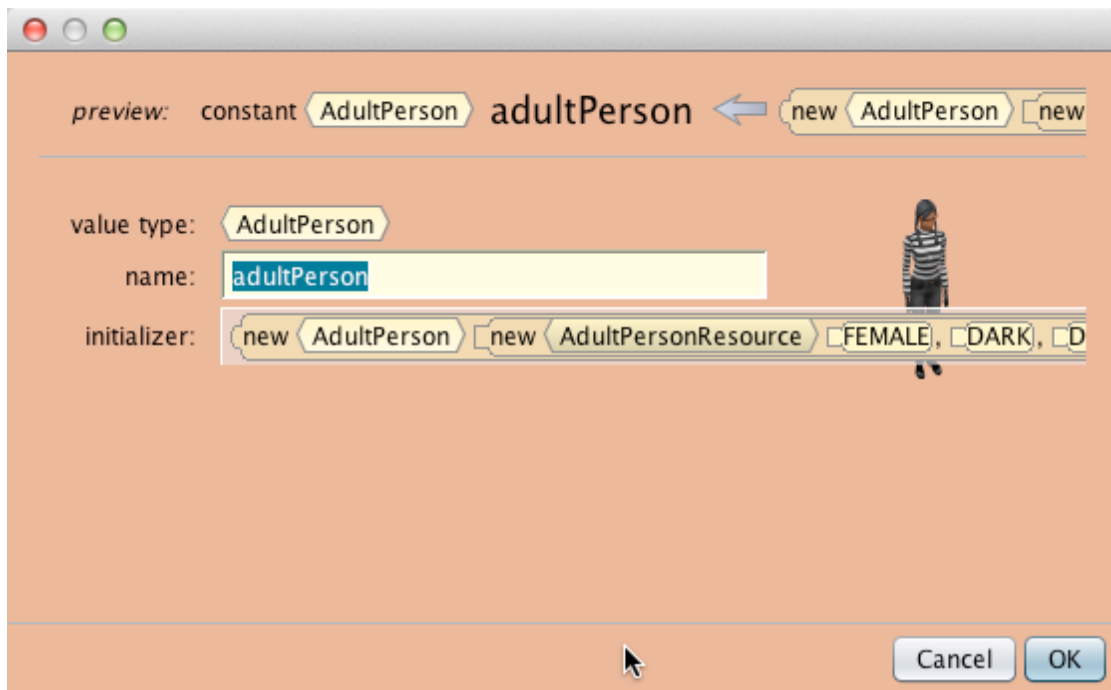 preview: constant AdultPerson adultPerson new AdultPerson new
value type: AdultPerson
name: adultPerson
initializer: new AdultPerson new AdultPersonResource FEMALE, DARK, D
Cancel OK